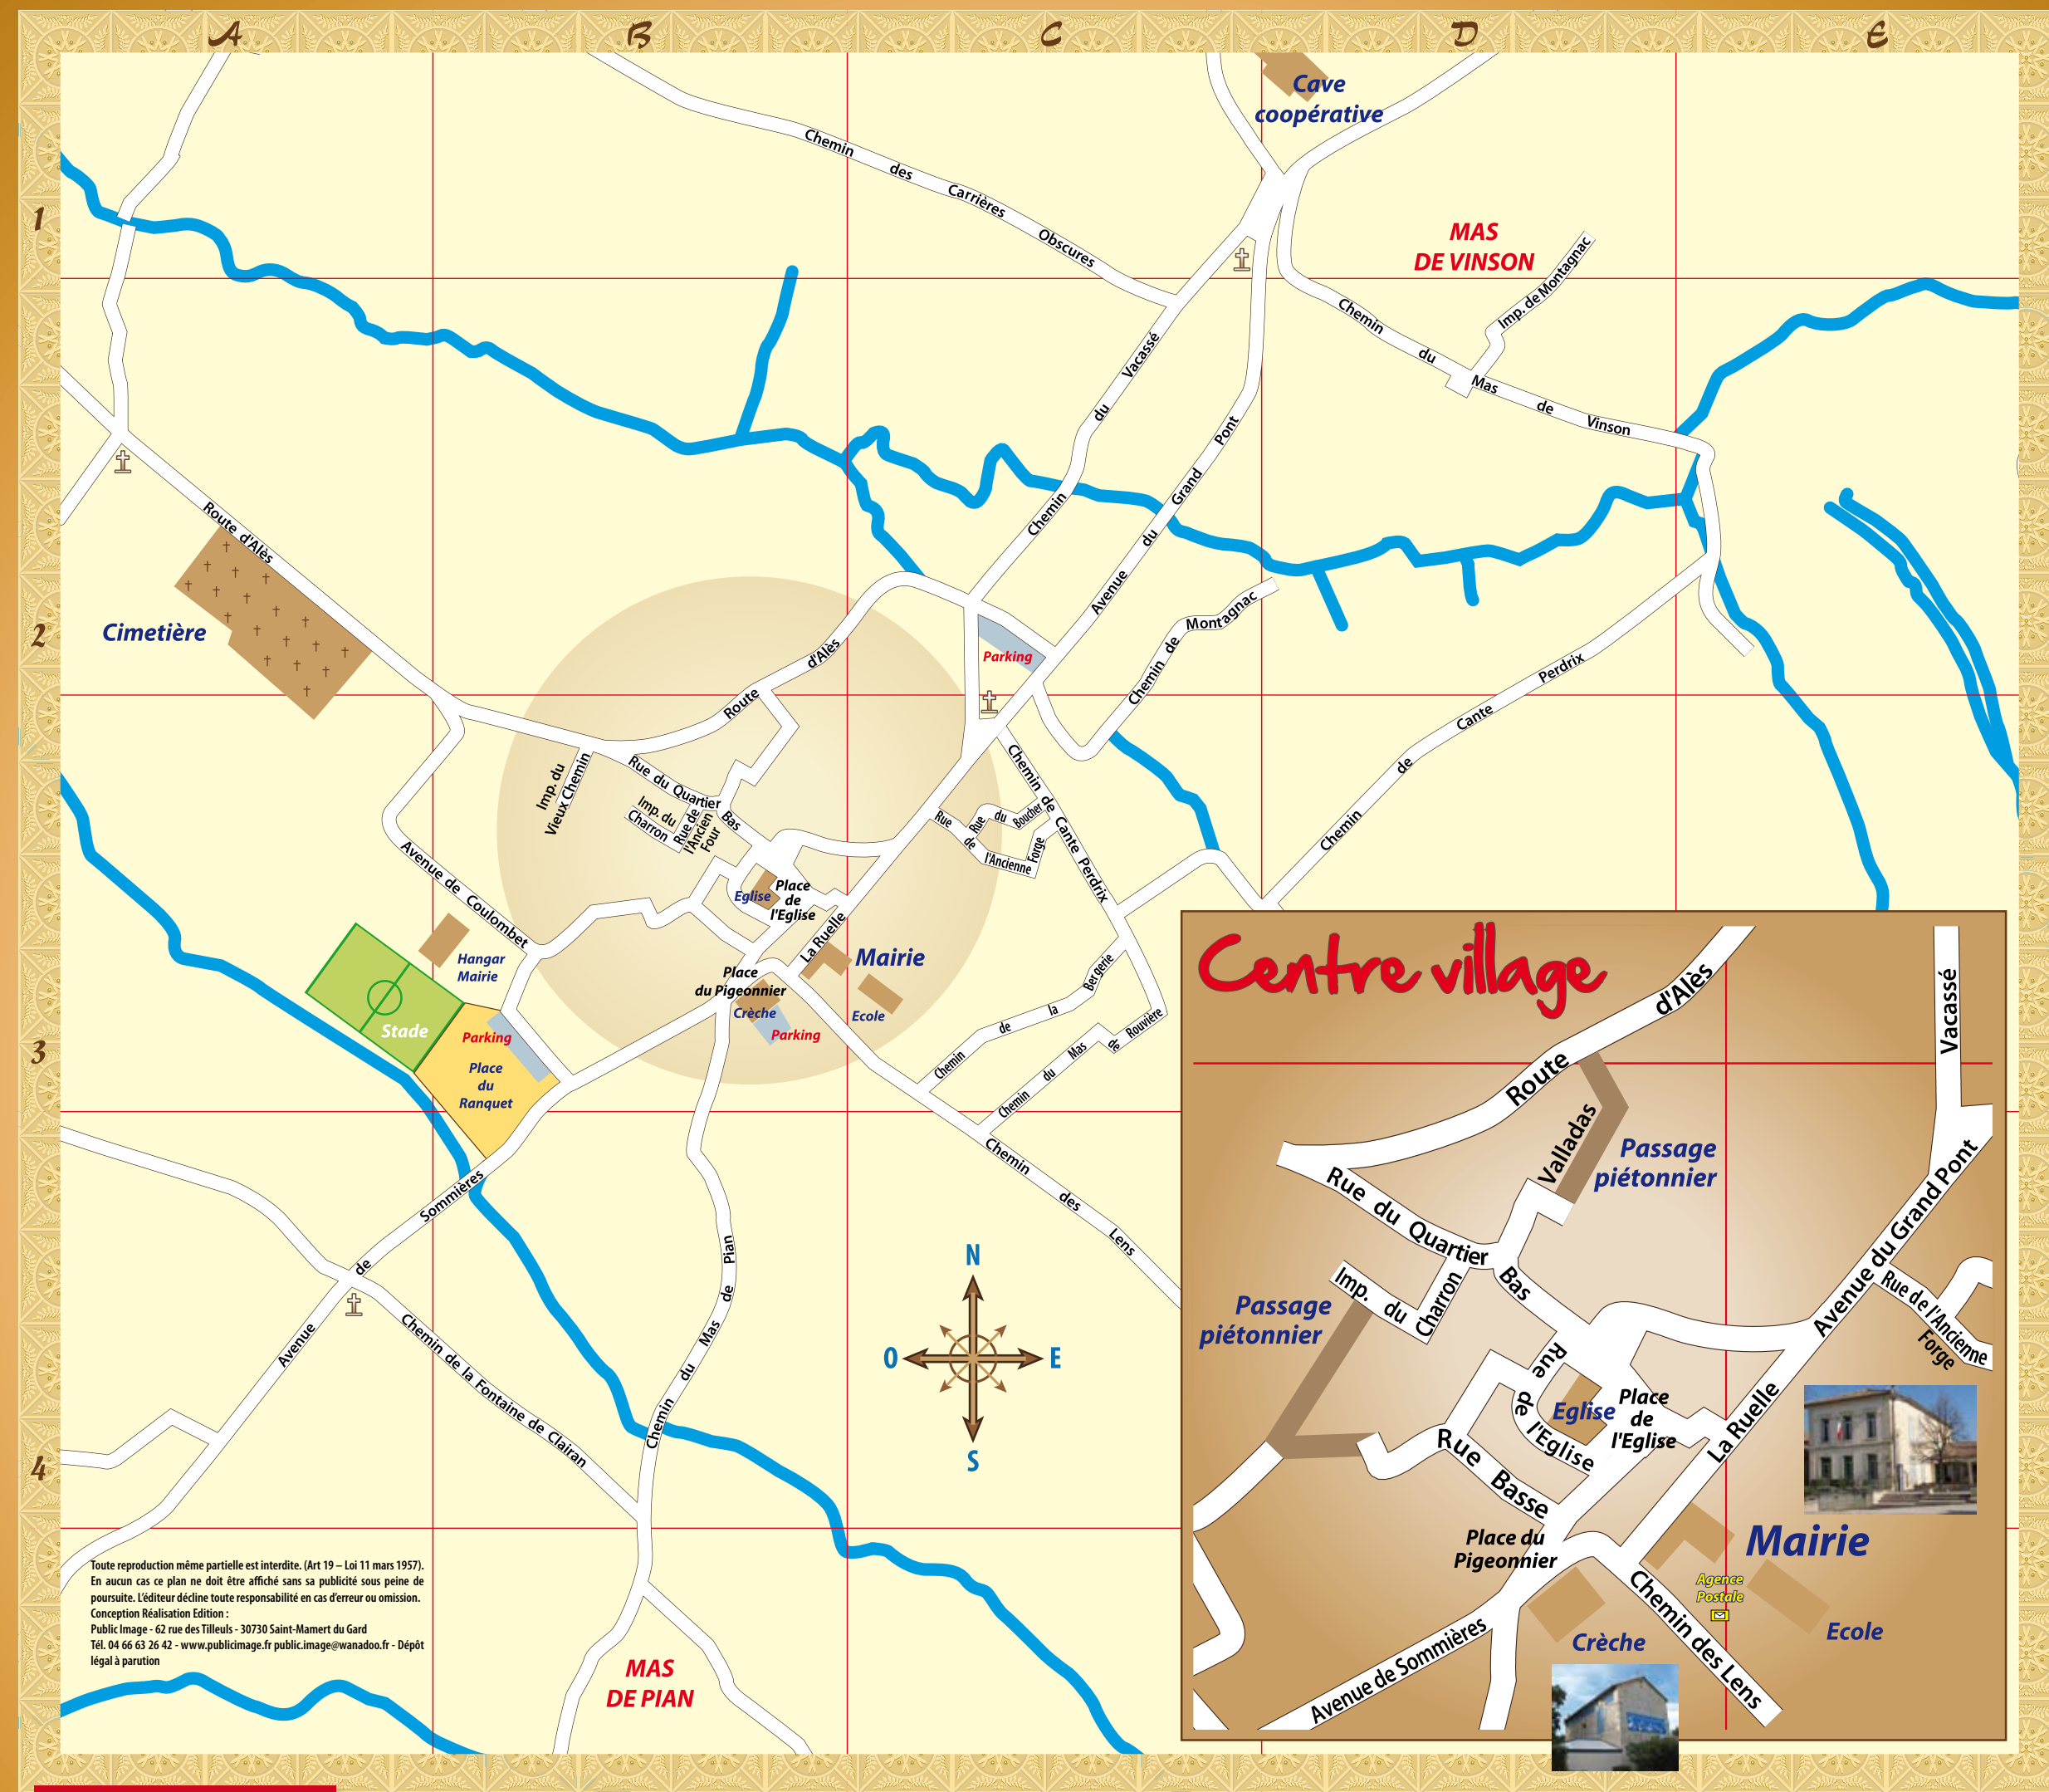 A
B
C
D
E
1
2
3
4
Cave
coopérative
Chemin des Carrières Obscures
MAS
DE VINSON
Imp. de Montagnac
Chemin du Vacassé
Chemin du Mas de Vinson
Avenue du Grand Pont
Route d'Alès
Cimetière
Chemin de Montagnac
Parking
Chemin de Cante Perdrix
Route d'Alès
Imp. du
Vieux Chemin
Rue du Quartier Bas
Imp. du
Charron
Rue de
l'Ancien
Four
Rue de l'Ancienne Forge
Rue du Boucher
Chemin de Cante Perdrix
Avenue de Coulombet
Eglise
Place
de
l'Eglise
La Ruelle
Mairie
Hangar
Mairie
Place
du Pigeonnier
Crèche
Parking
Ecole
Stade
Parking
Place
du
Ranquet
Chemin de la Bergerie
Chemin du Mas de Rouvière
Chemin des Lens
Avenue de Sommières
Chemin du Mas de Pian
Chemin de la Fontaine de Clairan
N
O
E
S
MAS
DE PIAN
Toute reproduction même partielle est interdite. (Art 19 – Loi 11 mars 1957).
En aucun cas ce plan ne doit être affiché sans sa publicité sous peine de
poursuite. L'éditeur décline toute responsabilité en cas d'erreur ou omission.
Conception Réalisation Edition :
Public Image - 62 rue des Tilleuls - 30730 Saint-Mamert du Gard
Tél. 04 66 63 26 42 - www.publicimage.fr public.image@wanadoo.fr - Dépôt
légal à parution
Centre village
Route d'Alès
Vacassé
Valladas
Passage
piétonnier
Rue du Quartier Bas
Avenue du Grand Pont
Imp. du Charron
Passage
piétonnier
Rue de l'Ancienne
Forge
Rue de l'Eglise
Eglise
Place
de
l'Eglise
La Ruelle
Rue Basse
Place du
Pigeonnier
Mairie
Agence
Postale
Ecole
Crèche
Chemin des Lens
Avenue de Sommières